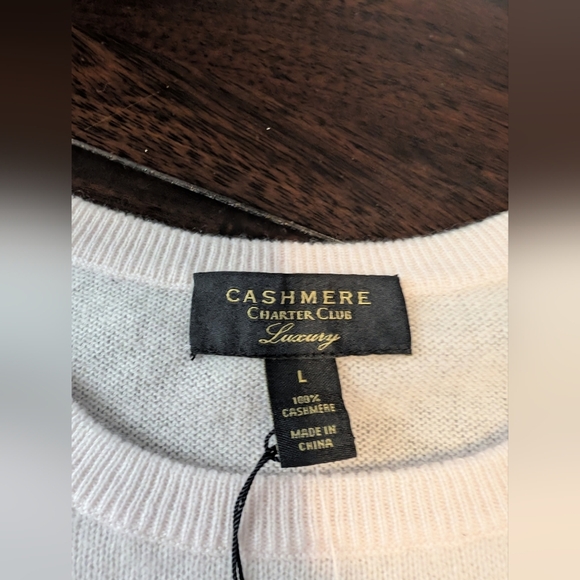 CASHMERE
CHARTER CLUB
Luxury
L
100%
CASHMERE
MADE IN
CHINA